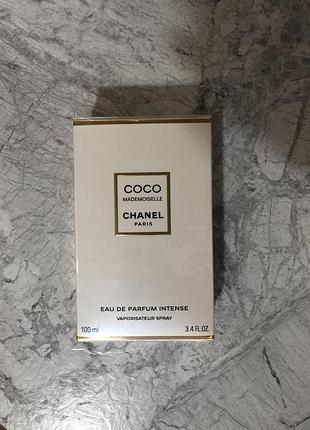 COCO
MADEMOISELLE
CHANEL
PARIS
EAU DE PARFUM INTENSE
VAPORISATEUR SPRAY
100 ml 3.4 FL.OZ.